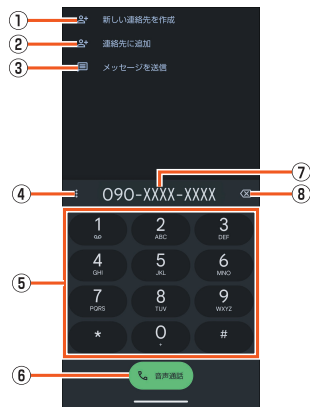 ① 新しい連絡先を作成
② 連絡先に追加
③ メッセージを送信
⑦
④ 090-XXXX-XXXX ⑧
1 2 ABC 3 DEF
4 GHI 5 JKL 6 MNO
⑤
7 PQRS 8 TUV 9 WXYZ
* 0 + #
⑥ 音声通話